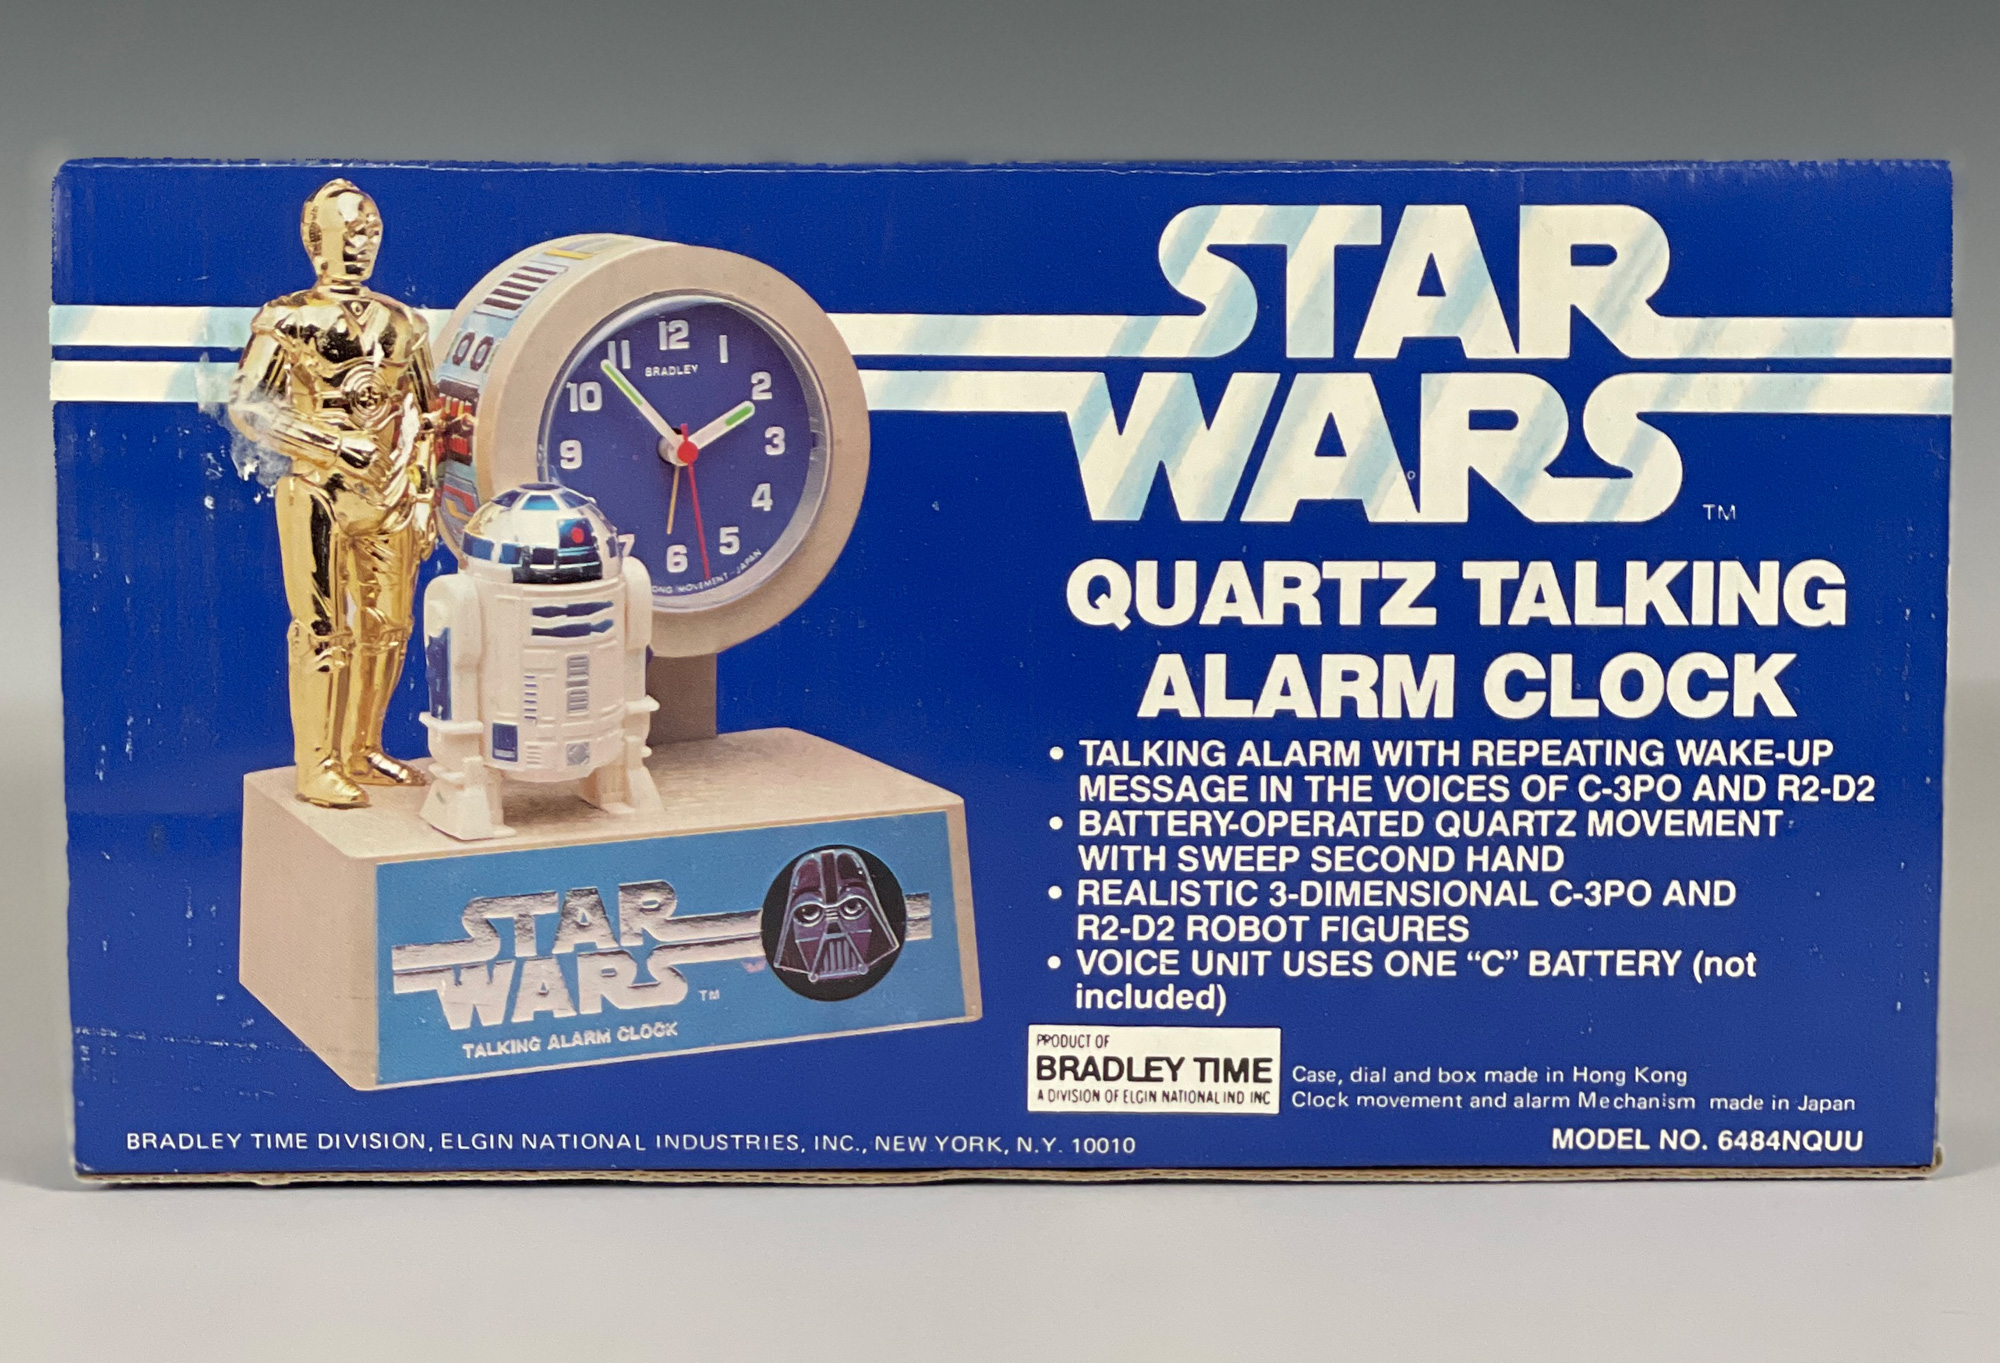 STAR
WARS
TM
QUARTZ TALKING
ALARM CLOCK
• TALKING ALARM WITH REPEATING WAKE-UP
MESSAGE IN THE VOICES OF C-3PO AND R2-D2
• BATTERY-OPERATED QUARTZ MOVEMENT
WITH SWEEP SECOND HAND
• REALISTIC 3-DIMENSIONAL C-3PO AND
R2-D2 ROBOT FIGURES
• VOICE UNIT USES ONE “C” BATTERY (not
included)
PRODUCT OF
BRADLEY TIME
A DIVISION OF ELGIN NATIONAL IND INC
Case, dial and box made in Hong Kong
Clock movement and alarm Mechanism made in Japan
BRADLEY TIME DIVISION, ELGIN NATIONAL INDUSTRIES, INC., NEW YORK, N.Y. 10010
MODEL NO. 6484NQUU
12
11
1
BRADLEY
10
2
9
3
4
7
5
6
MOVEMENT - JAPAN
STAR
WARS
TM
TALKING ALARM CLOCK